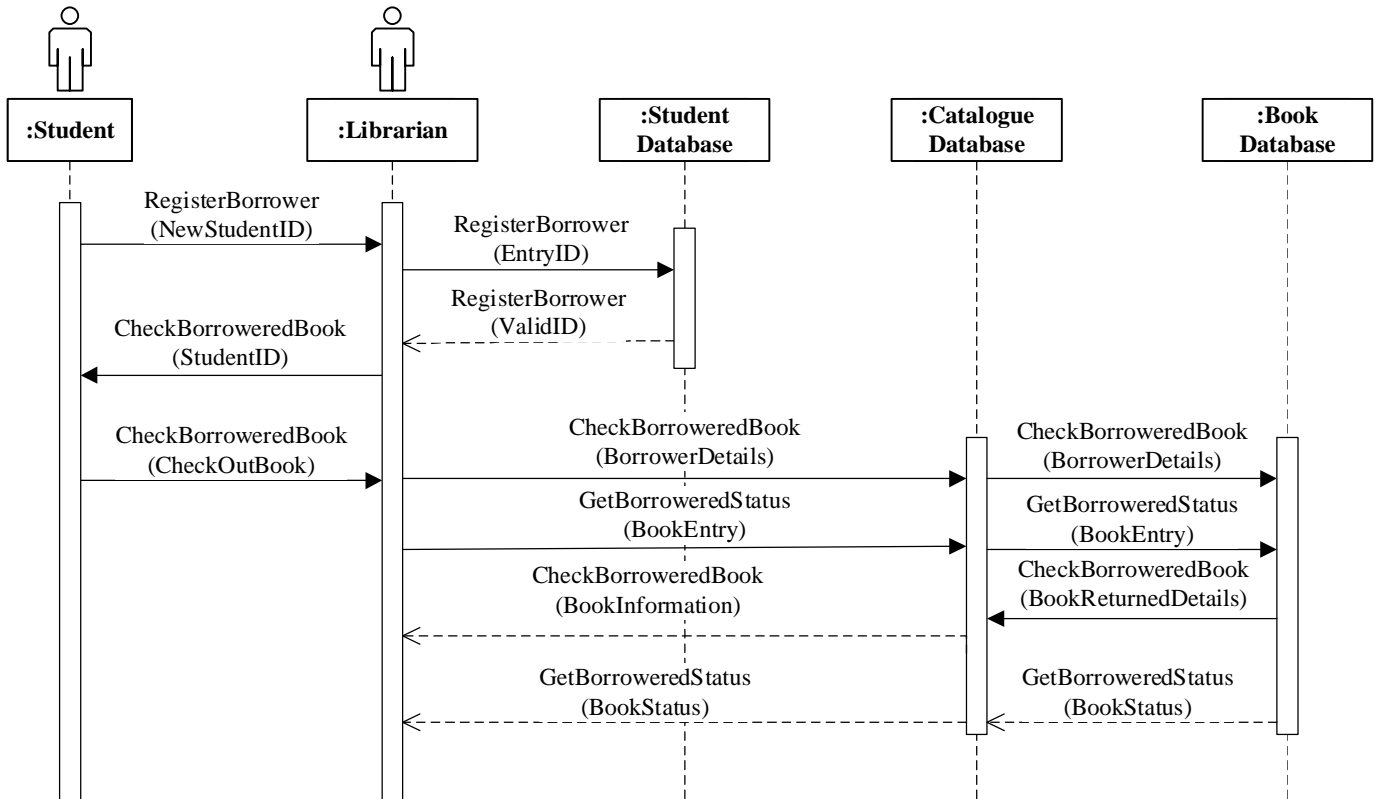 :Student
:Librarian
:Student
Database
:Catalogue
Database
:Book
Database
RegisterBorrower
(NewStudentID)
RegisterBorrower
(EntryID)
RegisterBorrower
(ValidID)
CheckBorroweredBook
(StudentID)
CheckBorroweredBook
(CheckOutBook)
CheckBorroweredBook
(BorrowerDetails)
CheckBorroweredBook
(BorrowerDetails)
GetBorroweredStatus
(BookEntry)
GetBorroweredStatus
(BookEntry)
CheckBorroweredBook
(BookReturnedDetails)
CheckBorroweredBook
(BookInformation)
GetBorroweredStatus
(BookStatus)
GetBorroweredStatus
(BookStatus)